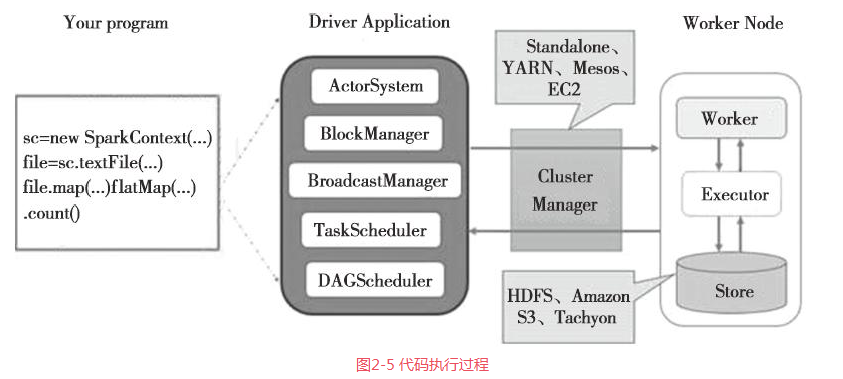 Your program
Driver Application
Worker Node
sc=new SparkContext(...)
file=sc.textFile(...)
file.map(...)flatMap(...)
.count()
ActorSystem
BlockManager
BroadcastManager
TaskScheduler
DAGScheduler
Standalone、
YARN、Mesos、
EC2
Cluster
Manager
HDFS、Amazon
S3、Tachyon
Worker
Executor
Store
图2-5 代码执行过程